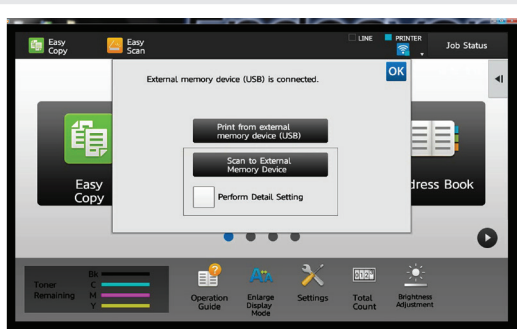 Easy
Copy
Easy
Scan
LINE
PRINTER
Job Status
External memory device (USB) is connected.
OK
Print from external
memory device (USB)
Scan to External
Memory Device
Perform Detail Setting
Easy
Copy
dress Book
Toner
Remaining
Bk
C
M
Y
Operation
Guide
Enlarge
Display
Mode
Settings
Total
Count
Brightness
Adjustment